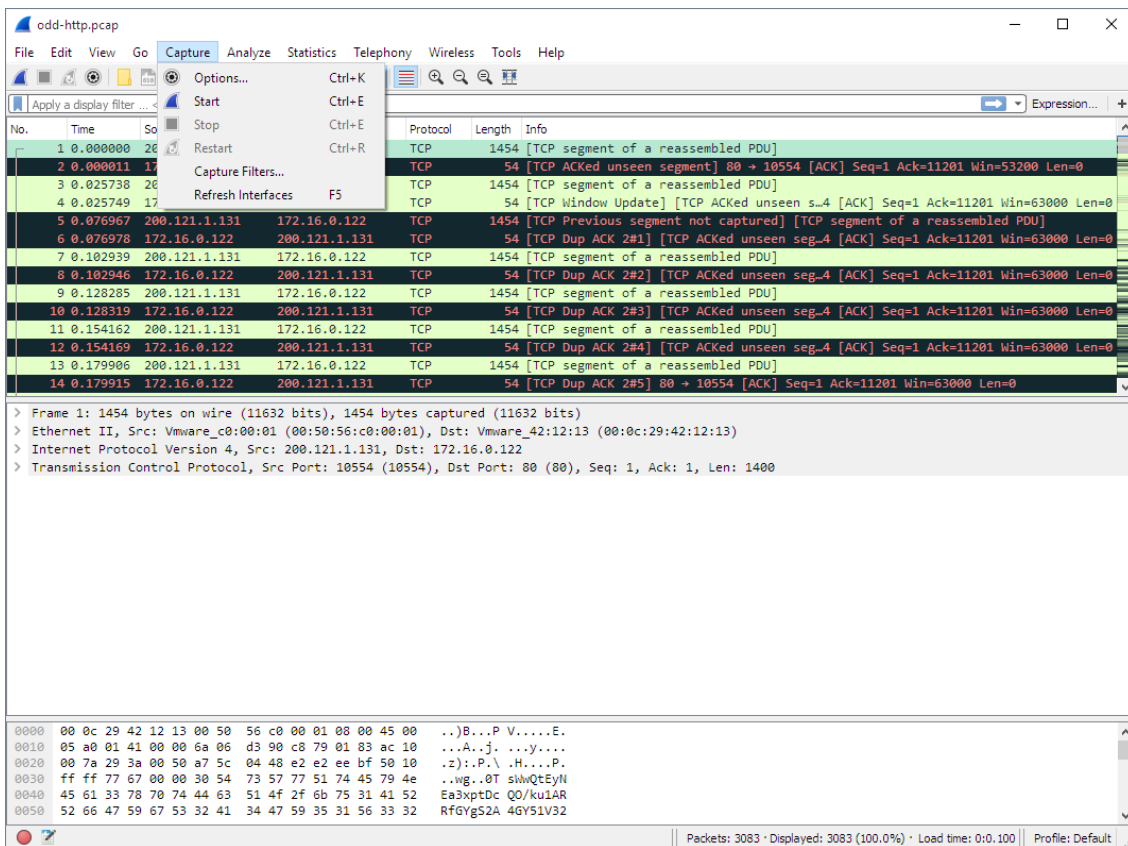 odd-http.pcap
File Edit View Go Capture Analyze Statistics Telephony Wireless Tools Help
Options... Ctrl+K
Start Ctrl+E
Stop Ctrl+E
Restart Ctrl+R
Capture Filters...
Refresh Interfaces F5
Apply a display filter ... < Expression... +
No. Time So Protocol Length Info
1 0.000000 20 TCP 1454 [TCP segment of a reassembled PDU]
2 0.000011 17 TCP 54 [TCP ACKed unseen segment] 80 → 10554 [ACK] Seq=1 Ack=11201 Win=53200 Len=0
3 0.025738 20 TCP 1454 [TCP segment of a reassembled PDU]
4 0.025749 17 TCP 54 [TCP Window Update] [TCP ACKed unseen s…4 [ACK] Seq=1 Ack=11201 Win=63000 Len=0
5 0.076967 200.121.1.131 172.16.0.122 TCP 1454 [TCP Previous segment not captured] [TCP segment of a reassembled PDU]
6 0.076978 172.16.0.122 200.121.1.131 TCP 54 [TCP Dup ACK 2#1] [TCP ACKed unseen seg…4 [ACK] Seq=1 Ack=11201 Win=63000 Len=0
7 0.102939 200.121.1.131 172.16.0.122 TCP 1454 [TCP segment of a reassembled PDU]
8 0.102946 172.16.0.122 200.121.1.131 TCP 54 [TCP Dup ACK 2#2] [TCP ACKed unseen seg…4 [ACK] Seq=1 Ack=11201 Win=63000 Len=0
9 0.128285 200.121.1.131 172.16.0.122 TCP 1454 [TCP segment of a reassembled PDU]
10 0.128319 172.16.0.122 200.121.1.131 TCP 54 [TCP Dup ACK 2#3] [TCP ACKed unseen seg…4 [ACK] Seq=1 Ack=11201 Win=63000 Len=0
11 0.154162 200.121.1.131 172.16.0.122 TCP 1454 [TCP segment of a reassembled PDU]
12 0.154169 172.16.0.122 200.121.1.131 TCP 54 [TCP Dup ACK 2#4] [TCP ACKed unseen seg…4 [ACK] Seq=1 Ack=11201 Win=63000 Len=0
13 0.179906 200.121.1.131 172.16.0.122 TCP 1454 [TCP segment of a reassembled PDU]
14 0.179915 172.16.0.122 200.121.1.131 TCP 54 [TCP Dup ACK 2#5] 80 → 10554 [ACK] Seq=1 Ack=11201 Win=63000 Len=0
> Frame 1: 1454 bytes on wire (11632 bits), 1454 bytes captured (11632 bits)
> Ethernet II, Src: Vmware_c0:00:01 (00:50:56:c0:00:01), Dst: Vmware_42:12:13 (00:0c:29:42:12:13)
> Internet Protocol Version 4, Src: 200.121.1.131, Dst: 172.16.0.122
> Transmission Control Protocol, Src Port: 10554 (10554), Dst Port: 80 (80), Seq: 1, Ack: 1, Len: 1400
0000 00 0c 29 42 12 13 00 50 56 c0 00 01 08 00 45 00 ..)B...P V.....E.
0010 05 a0 01 41 00 00 6a 06 d3 90 c8 79 01 83 ac 10 ...A..j. ...y....
0020 00 7a 29 3a 00 50 a7 5c 04 48 e2 e2 ee bf 50 10 .z):.P.\ .H....P.
0030 ff ff 77 67 00 00 30 54 73 57 77 51 74 45 79 4e ..wg..0T sWwQtEyN
0040 45 61 33 78 70 74 44 63 51 4f 2f 6b 75 31 41 52 Ea3xptDc QO/ku1AR
0050 52 66 47 59 67 53 32 41 34 47 59 35 31 56 33 32 RfGYgS2A 4GY51V32
Packets: 3083 · Displayed: 3083 (100.0%) · Load time: 0:0.100 Profile: Default